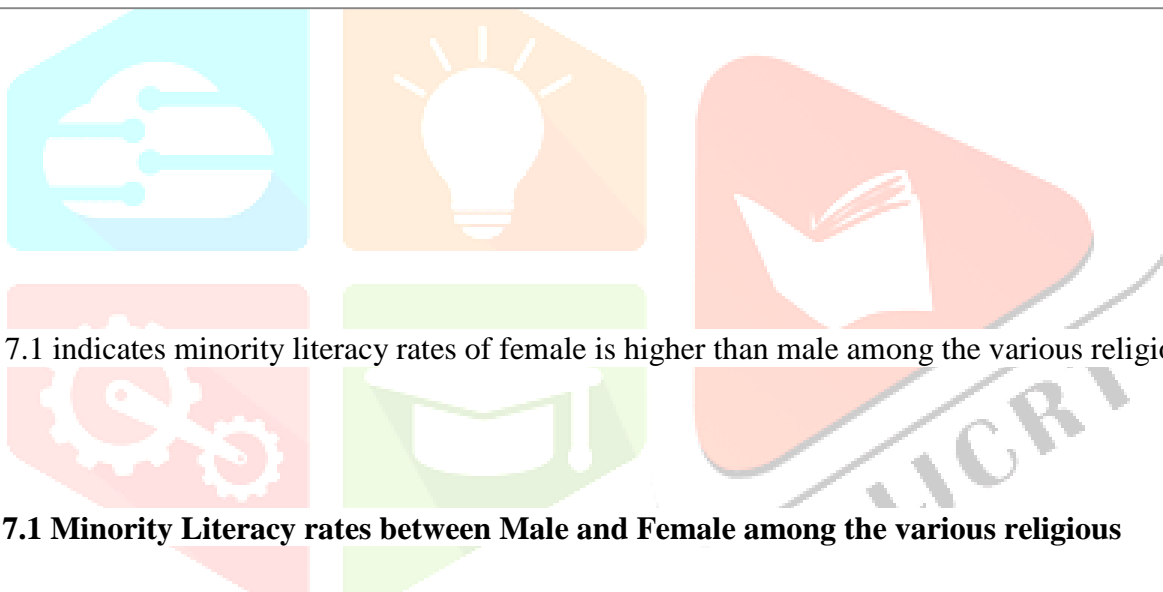 7.1 indicates minority literacy rates of female is higher than male among the various
IJCRT
7.1 Minority Literacy rates between Male and Female among the various religious